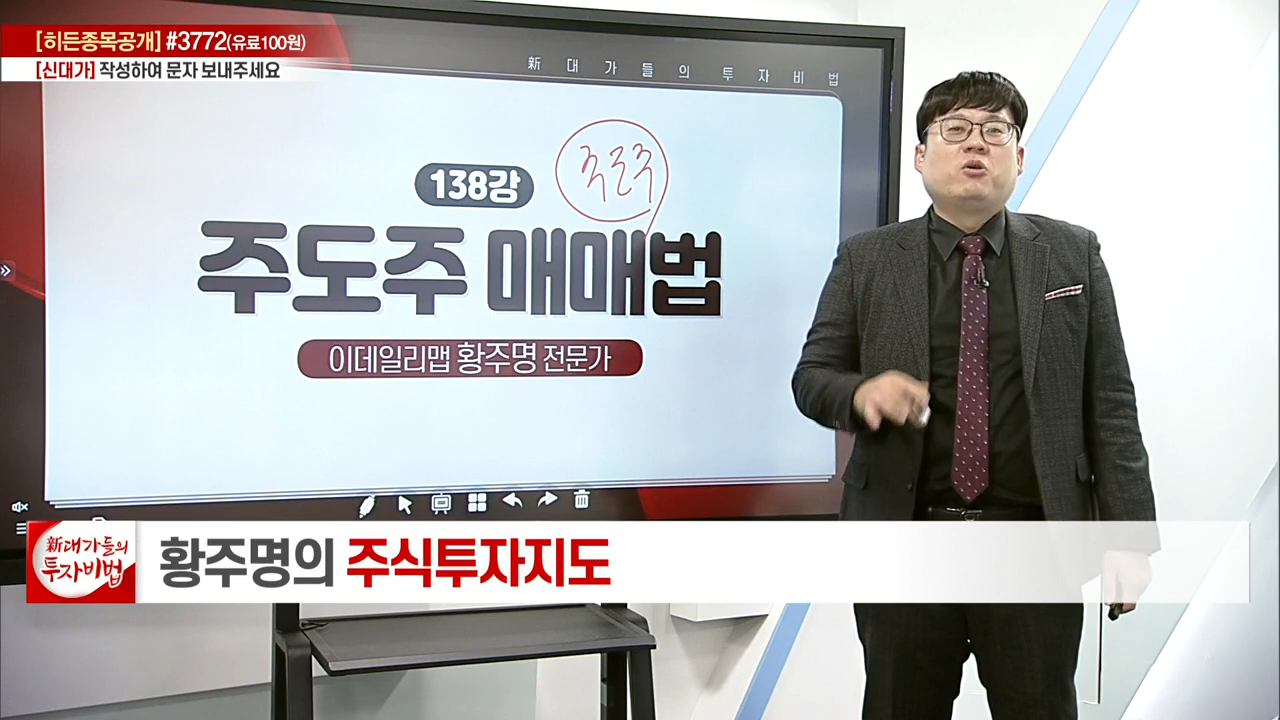 [히든종목공개] #3772(유료100원)
[신대가] 작성하여 문자 보내주세요
新 대 가 들 의 투 자 비 법
138강
주도주
주도주 매매법
이데일리맵 황주명 전문가
新대가들의
투자비법
황주명의 주식투자지도